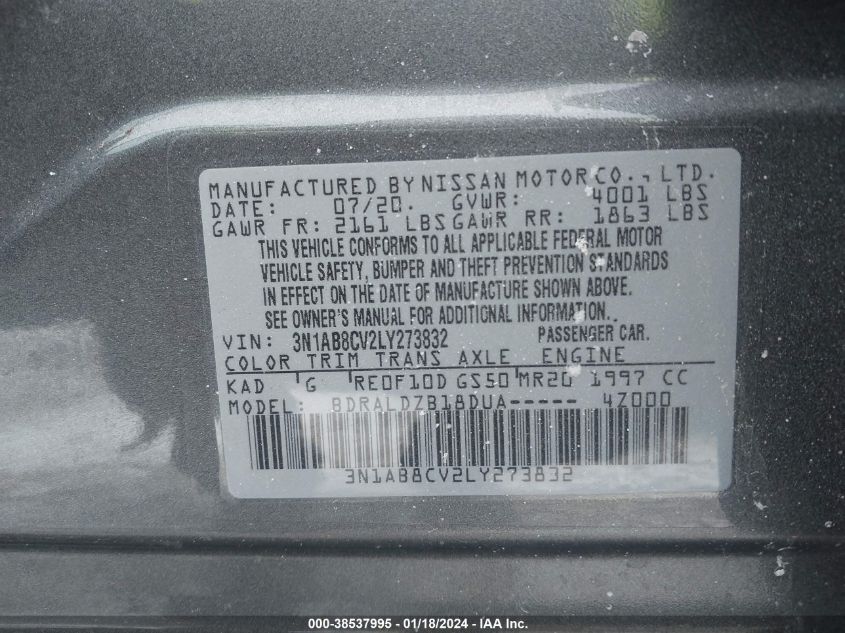 MANUFACTURED BY NISSAN MOTOR CO., LTD.
DATE: 07/20. GVWR: 4001 LBS
GAWR FR: 2161 LBS GAWR RR: 1863 LBS
THIS VEHICLE CONFORMS TO ALL APPLICABLE FEDERAL MOTOR
VEHICLE SAFETY, BUMPER AND THEFT PREVENTION STANDARDS
IN EFFECT ON THE DATE OF MANUFACTURE SHOWN ABOVE.
SEE OWNER'S MANUAL FOR ADDITIONAL INFORMATION.
VIN: 3N1AB8CV2LY273832 PASSENGER CAR.
COLOR TRIM TRANS AXLE ENGINE
KAD G RE0F10D GS50 MR20 1997 CC
MODEL: BDRALDZB18DUA----- 4Z000
3N1AB8CV2LY273832
000-38537995 - 01/18/2024 - IAA Inc.